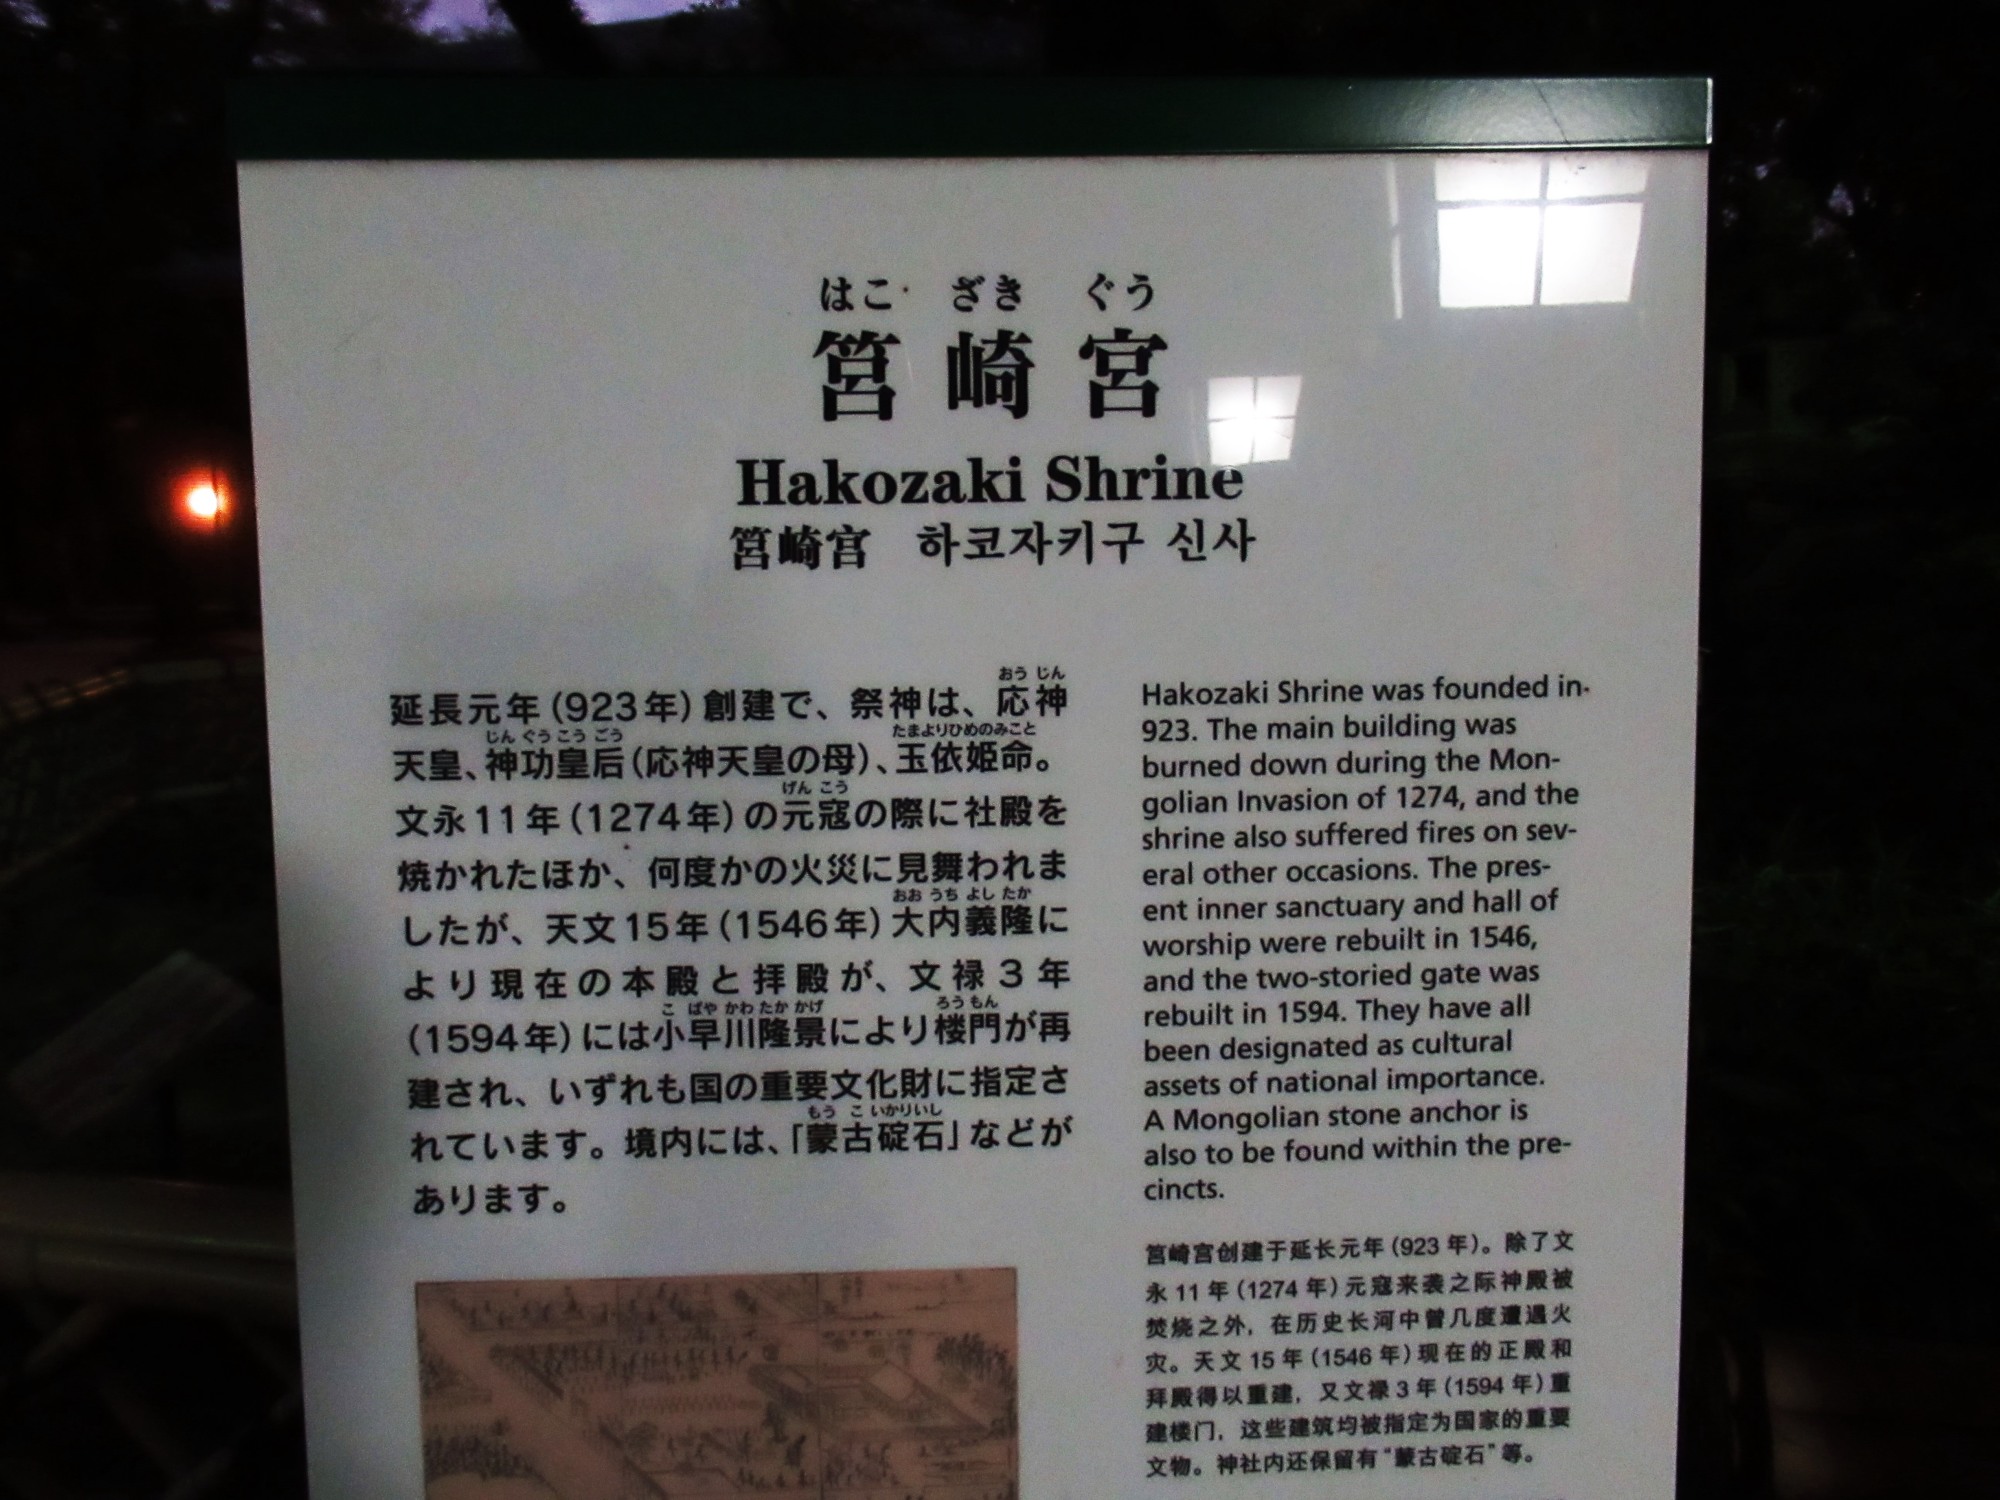 はこ ざき ぐう
筥崎宮
Hakozaki Shrine
筥崎宫 하코자키구 신사
おう じん
延長元年(923年)創建で、祭神は、応神
じん ぐう こう ごう たまよりひめのみこと
天皇、神功皇后(応神天皇の母)、玉依姫命。
げん こう
文永11年(1274年)の元寇の際に社殿を
焼かれたほか、何度かの火災に見舞われま
おお うち よし たか
したが、天文15年(1546年)大内義隆に
より現在の本殿と拝殿が、文禄3年
こ ばや かわ たか かげ ろう もん
(1594年)には小早川隆景により楼門が再
建され、いずれも国の重要文化財に指定さ
もう こ いかりいし
れています。境内には、「蒙古碇石」などが
あります。
Hakozaki Shrine was founded in
923. The main building was
burned down during the Mon-
golian Invasion of 1274, and the
shrine also suffered fires on sev-
eral other occasions. The pres-
ent inner sanctuary and hall of
worship were rebuilt in 1546,
and the two-storied gate was
rebuilt in 1594. They have all
been designated as cultural
assets of national importance.
A Mongolian stone anchor is
also to be found within the pre-
cincts.
筥崎宫创建于延长元年(923年)。除了文
永11年(1274年)元寇来袭之际神殿被
焚烧之外，在历史长河中曾几度遭遇火
灾。天文15年(1546年)现在的正殿和
拜殿得以重建，又文禄3年(1594年)重
建楼门，这些建筑均被指定为国家的重要
文物。神社内还保留有“蒙古碇石”等。